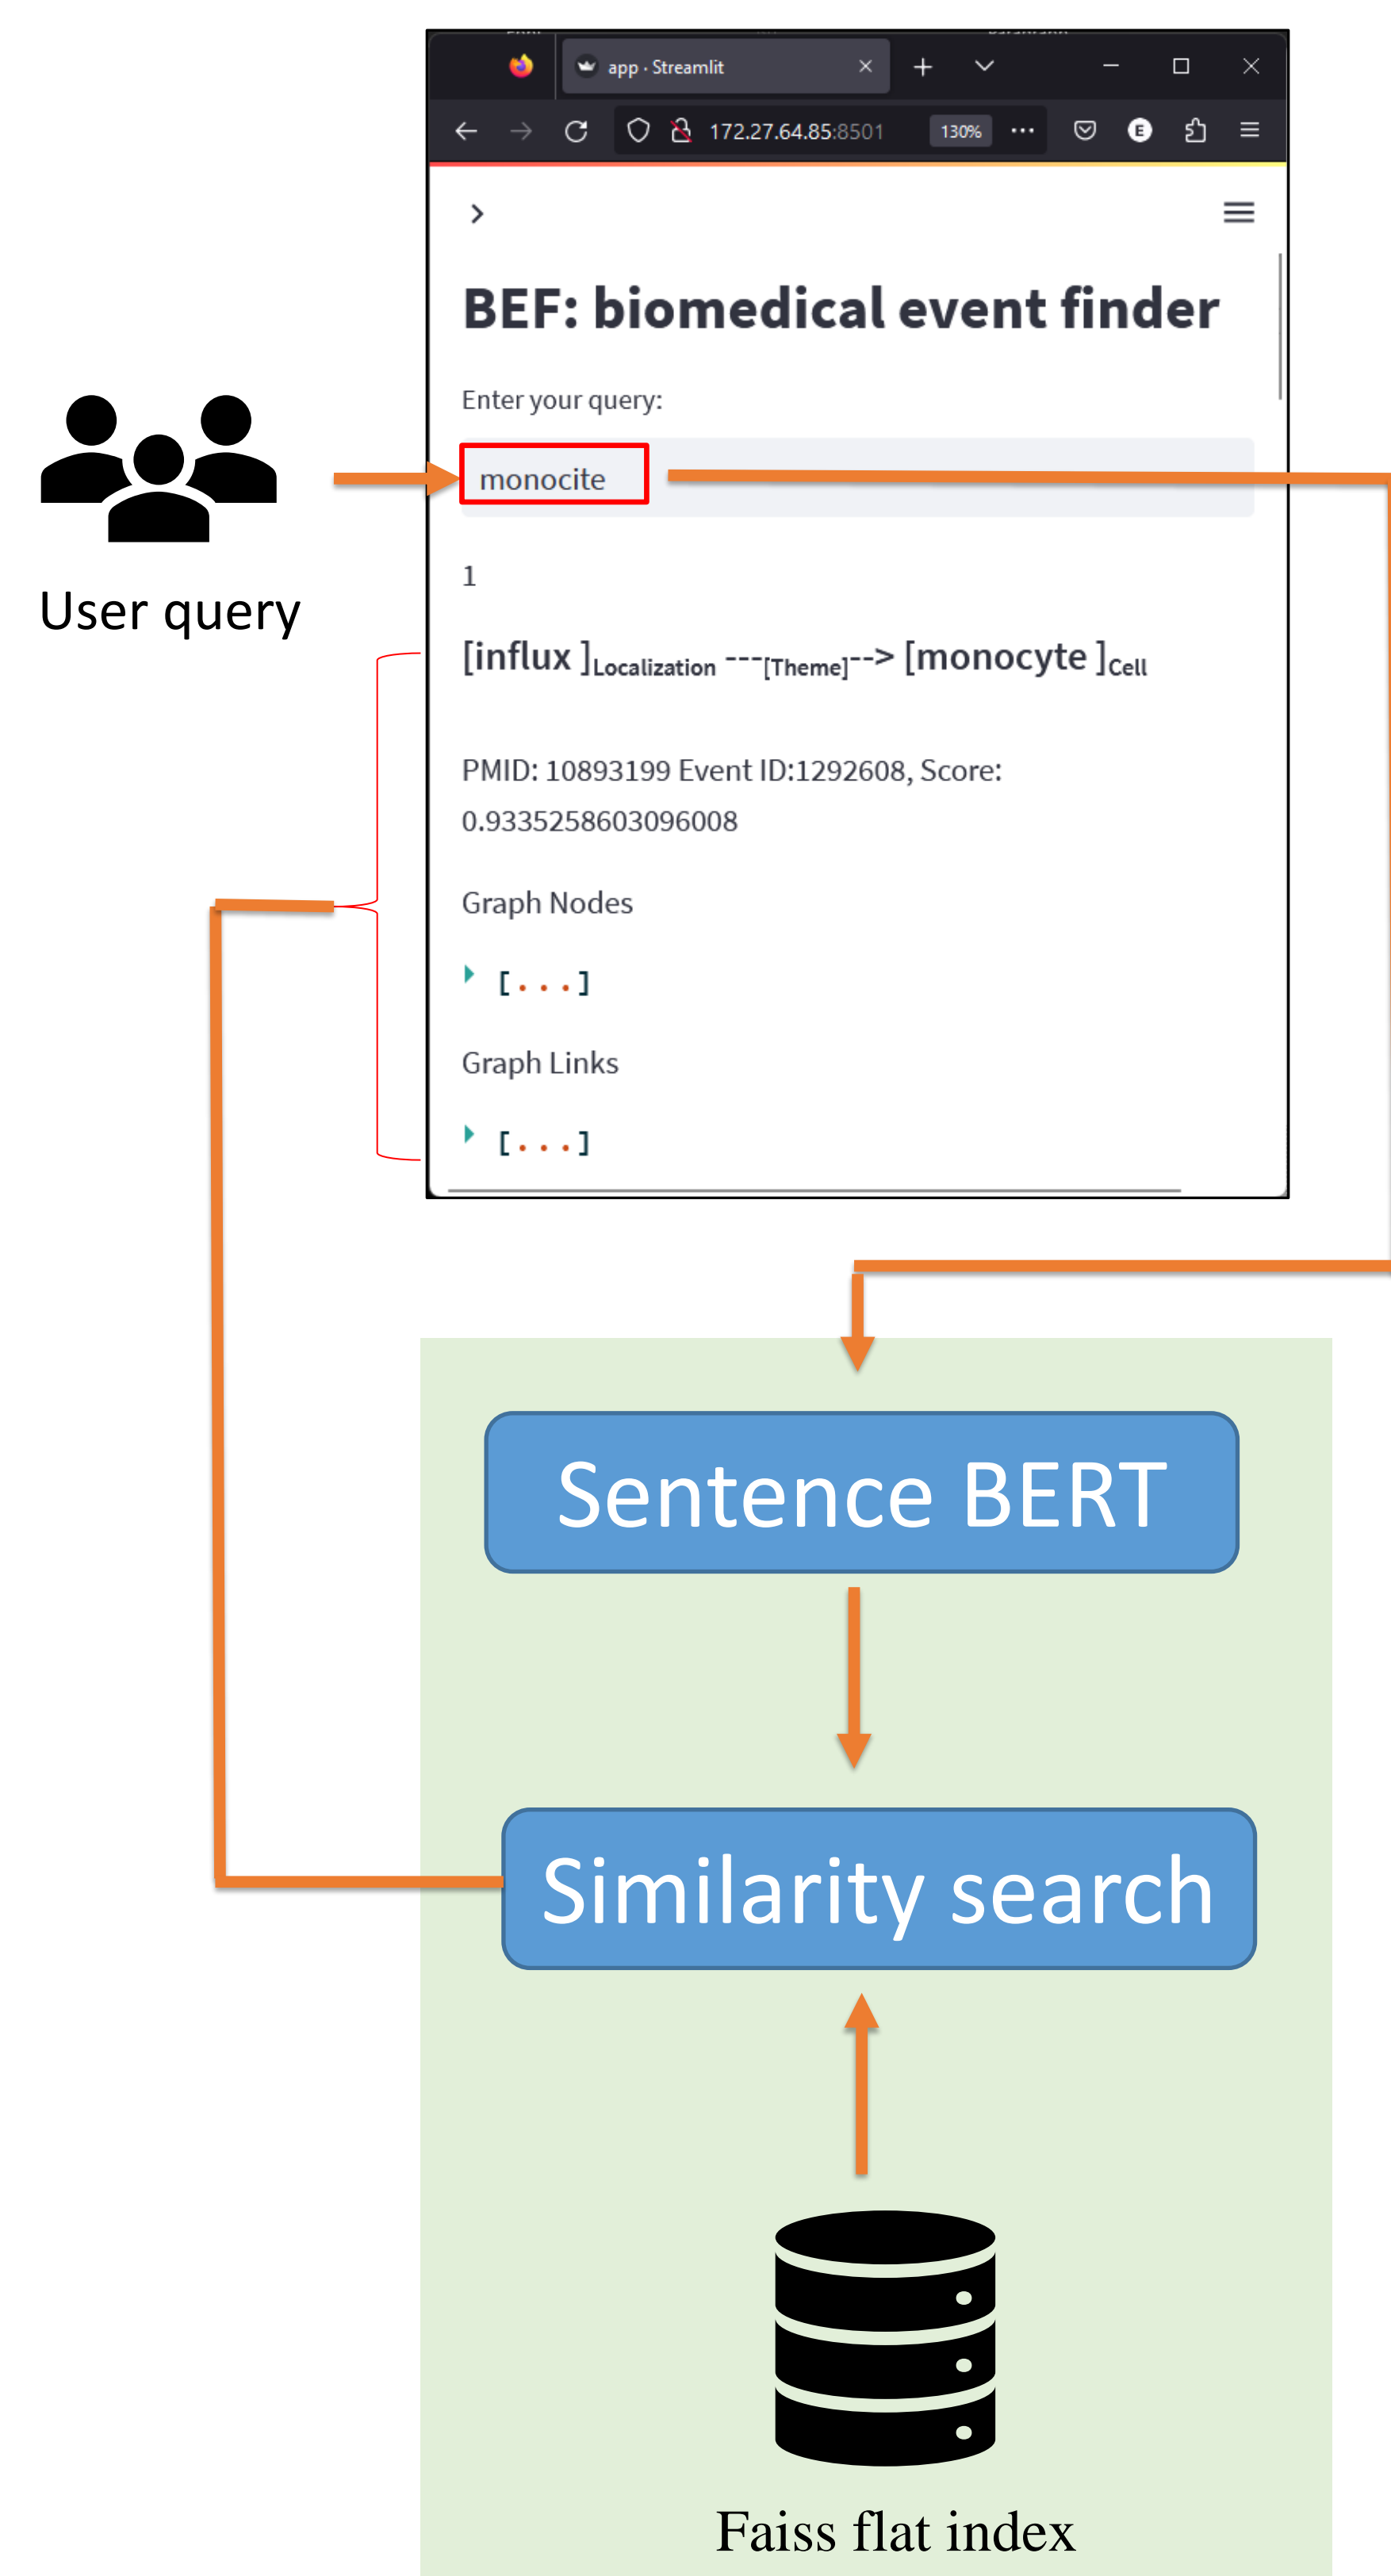 app · Streamlit
172.27.64.85:8501
130%
E
BEF: biomedical event finder
Enter your query:
monocite
User query
1
[influx ]Localization ---[Theme]--> [monocyte ]Cell
PMID: 10893199 Event ID:1292608, Score:
0.9335258603096008
Graph Nodes
[...]
Graph Links
[...]
Sentence BERT
Similarity search
Faiss flat index